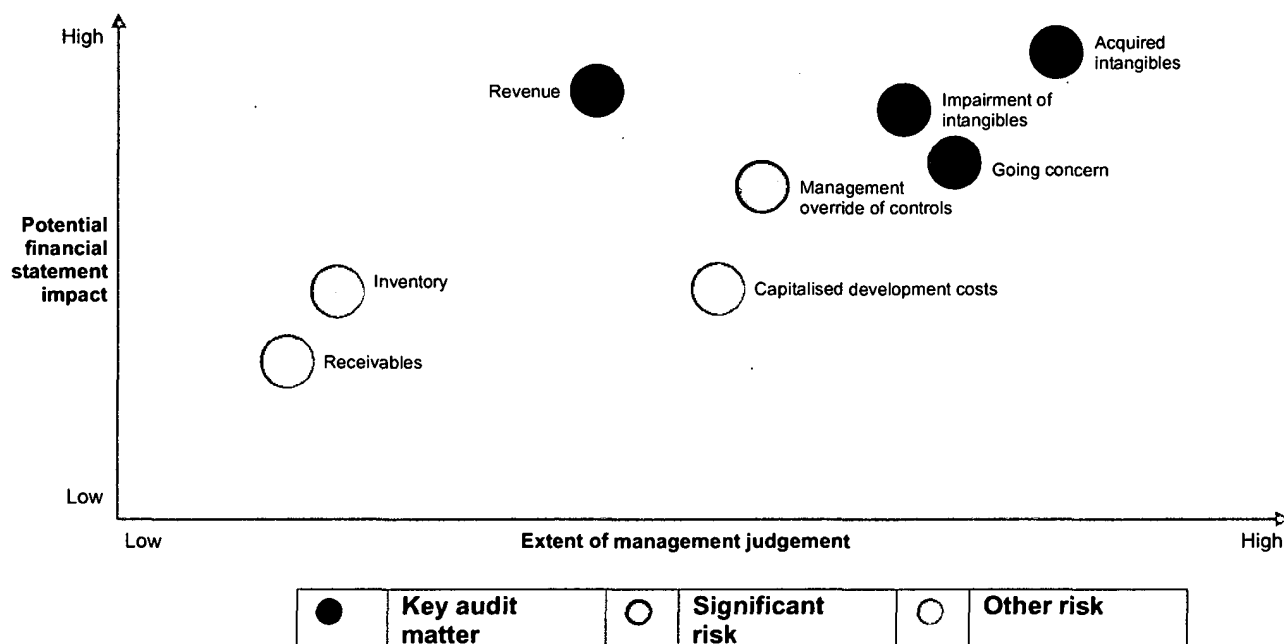 High
Acquired
intangibles
Revenue
Impairment of
intangibles
Going concern
Management
override of controls
Potential
financial
statement
impact
Inventory
Capitalised development costs
Receivables
Low
Low
Extent of management judgement
High
Key audit
matter
Significant
risk
Other risk